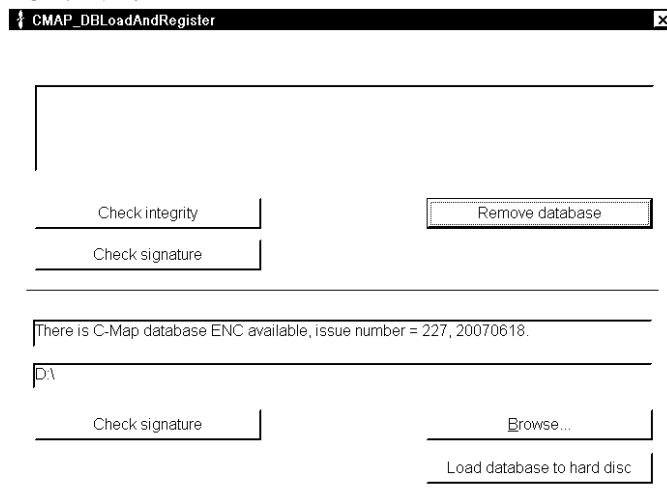 CMAP_DBLoadAndRegister
Check integrity
Remove database
Check signature
There is C-Map database ENC available, issue number = 227, 20070618.
D:\
Check signature
Browse...
Load database to hard disc